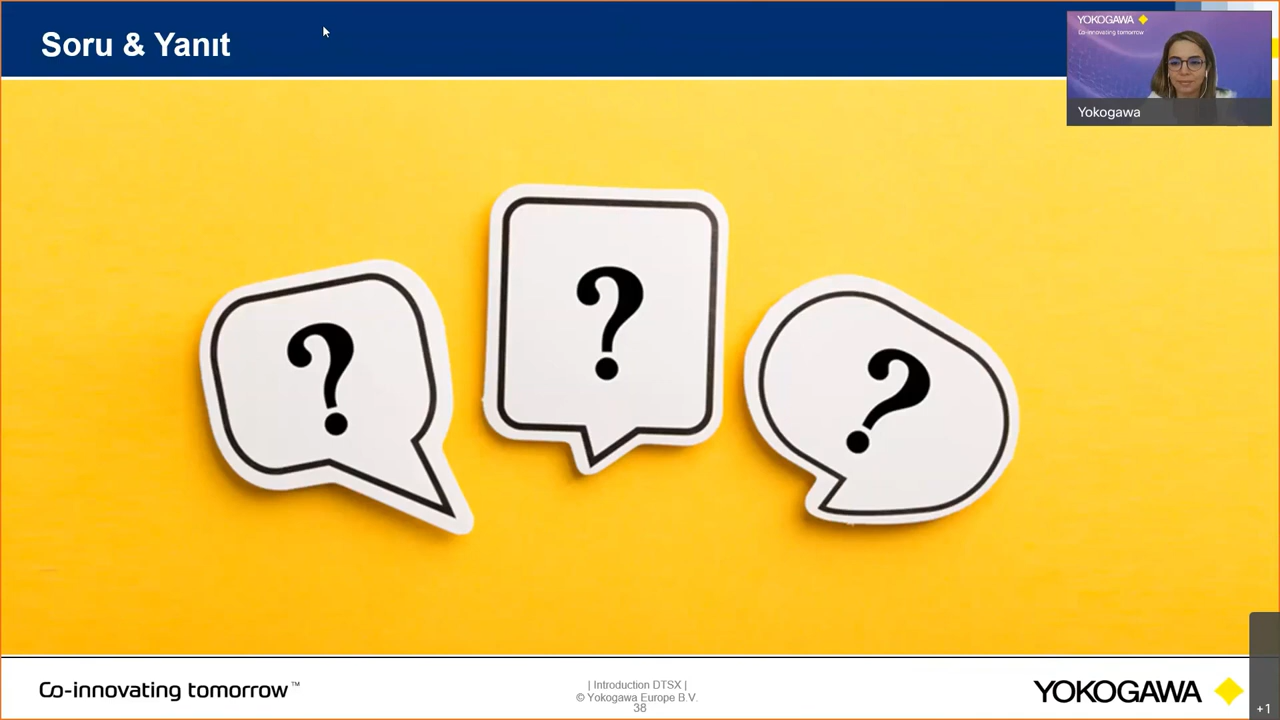 Soru & Yanıt
YOKOGAWA
Co-innovating tomorrow
Yokogawa
?
?
?
Co-innovating tomorrow™
| Introduction DTSX |
© Yokogawa Europe B.V.
38
YOKOGAWA
+1